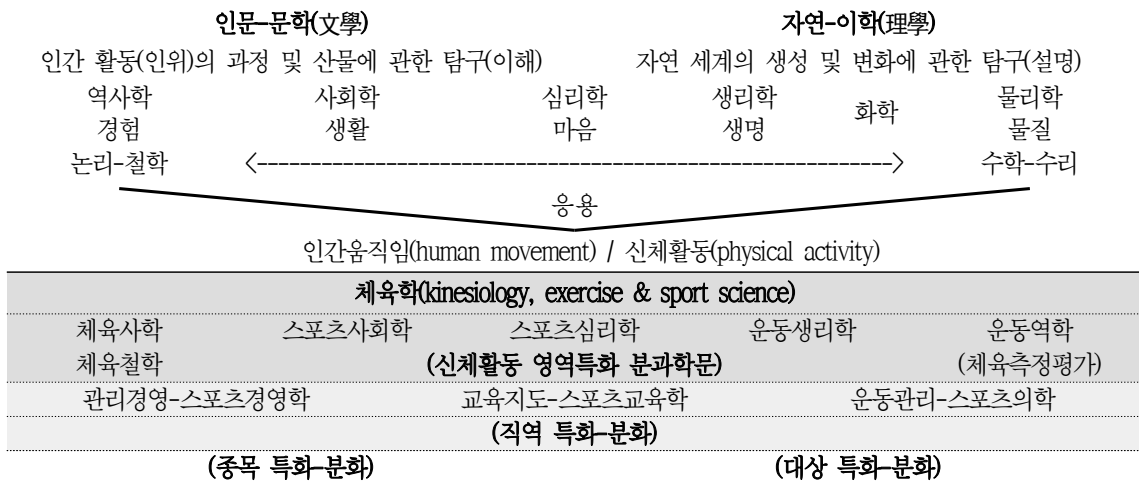 인문-문학(文學) 자연-이학(理學)
인간 활동(인위)의 과정 및 산물에 관한 탐구(이해) 자연 세계의 생성 및 변화에 관한 탐구(설명)
역사학 사회학 심리학 생리학 화학 물리학
경험 생활 마음 생명 물질
논리-철학 <-----------------------------------------------------------> 수학-수리
응용
인간움직임(human movement) / 신체활동(physical activity)
체육학(kinesiology, exercise & sport science)
체육사학 스포츠사회학 스포츠심리학 운동생리학 운동역학
체육철학 (신체활동 영역특화 분과학문) (체육측정평가)
관리경영-스포츠경영학 교육지도-스포츠교육학 운동관리-스포츠의학
(직역 특화-분화)
(종목 특화-분화) (대상 특화-분화)